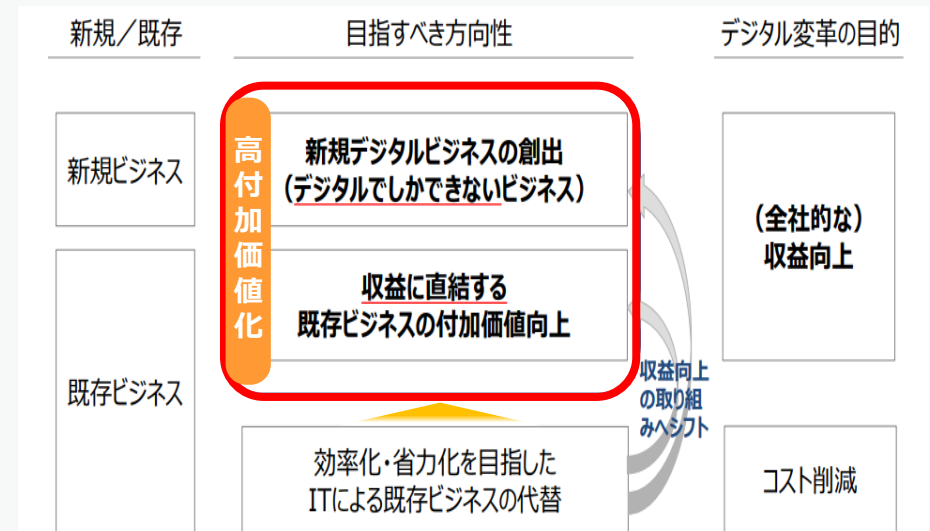 新規／既存
目指すべき方向性
デジタル変革の目的
新規ビジネス
高付加価値化
新規デジタルビジネスの創出
（デジタルでしかできないビジネス）
（全社的な）
収益向上
収益に直結する
既存ビジネスの付加価値向上
既存ビジネス
収益向上
の取り組
みへシフト
効率化・省力化を目指した
ITによる既存ビジネスの代替
コスト削減